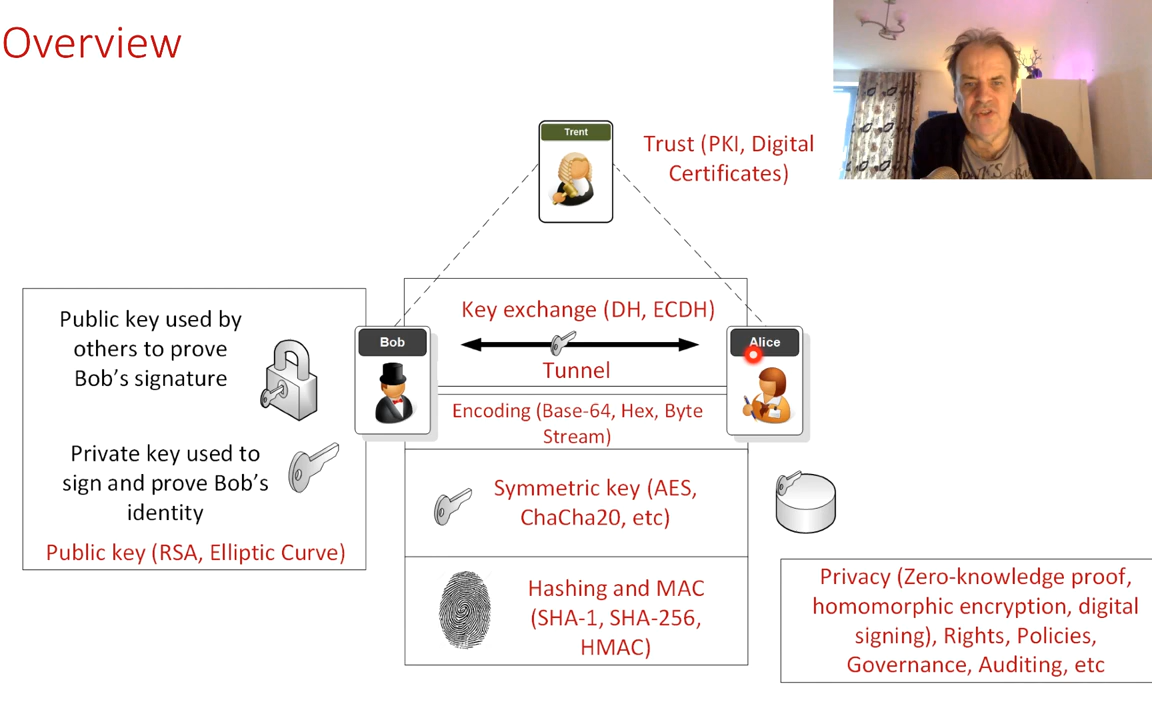 Overview
Trent
Trust (PKI, Digital
Certificates)
Public key used by
others to prove
Bob's signature
Private key used to
sign and prove Bob's
identity
Public key (RSA, Elliptic Curve)
Bob
Key exchange (DH, ECDH)
Tunnel
Alice
Encoding (Base-64, Hex, Byte
Stream)
Symmetric key (AES,
ChaCha20, etc)
Hashing and MAC
(SHA-1, SHA-256,
HMAC)
Privacy (Zero-knowledge proof,
homomorphic encryption, digital
signing), Rights, Policies,
Governance, Auditing, etc